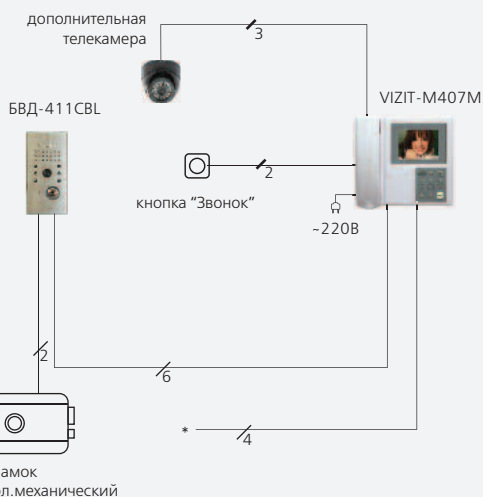 дополнительная
телекамера
3
VIZIT-M407M
БВД-411CBL
2
кнопка “Звонок”
~220В
2
6
*
4
амок
л.механический